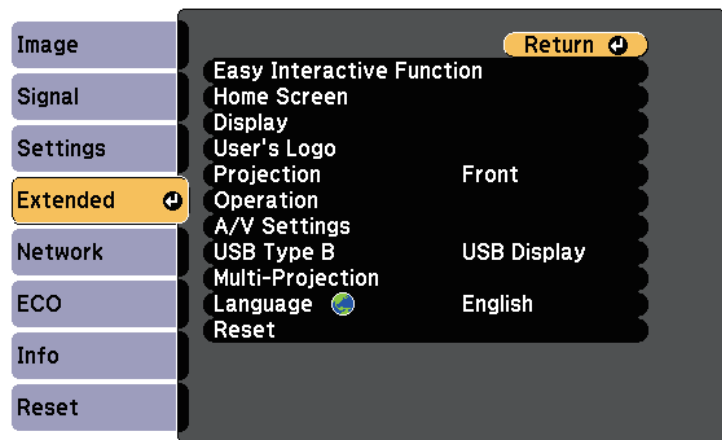 Image
Signal
Settings
Extended
Network
ECO
Info
Reset
Return
Easy Interactive Function
Home Screen
Display
User's Logo
Projection Front
Operation
A/V Settings
USB Type B USB Display
Multi-Projection
Language English
Reset